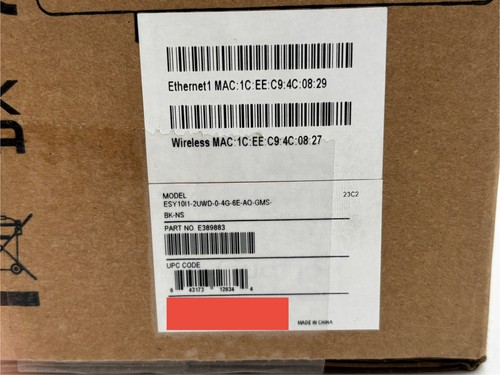 Ethernet1 MAC:1C:EE:C9:4C:08:29
Wireless MAC:1C:EE:C9:4C:08:27
MODEL 23C2
ESY10I1-2UWD-0-4G-6E-AO-GMS-
BK-NS
PART NO E389883
UPC CODE
8 43173 12834 4
MADE IN CHINA